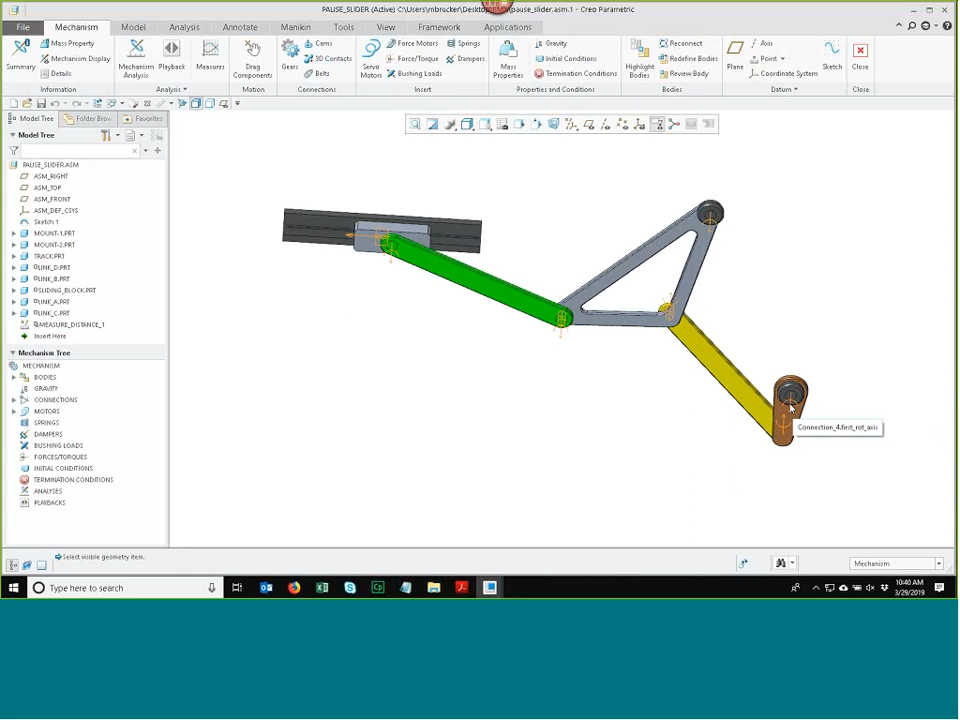 PAUSE_SLIDER (Active) C:\Users\mbrucker\Desktop\pause_slider.asm.1 - Creo Parametric
File Mechanism Model Analysis Annotate Manikin Tools View Framework Applications
Summary
Mass Property
Mechanism Display
Details
Information
Mechanism Analysis
Playback
Measures
Analysis
Drag Components
Motion
Gears
Cams
3D Contacts
Belts
Connections
Servo Motors
Force Motors
Force/Torque
Bushing Loads
Springs
Dampers
Insert
Mass Properties
Gravity
Initial Conditions
Termination Conditions
Properties and Conditions
Highlight Bodies
Reconnect
Redefine Bodies
Review Body
Bodies
Plane
Axis
Point
Coordinate System
Sketch
Datum
Close
Close
Model Tree Folder Brow Favorites
Model Tree
PAUSE_SLIDER.ASM
ASM_RIGHT
ASM_TOP
ASM_FRONT
ASM_DEF_CSYS
Sketch 1
MOUNT-1.PRT
MOUNT-2.PRT
TRACK.PRT
LINK_D.PRT
LINK_B.PRT
SLIDING_BLOCK.PRT
LINK_A.PRT
LINK_C.PRT
MEASURE_DISTANCE_1
Insert Here
Mechanism Tree
MECHANISM
BODIES
GRAVITY
CONNECTIONS
MOTORS
SPRINGS
DAMPERS
BUSHING LOADS
FORCES/TORQUES
INITIAL CONDITIONS
TERMINATION CONDITIONS
ANALYSES
PLAYBACKS
Connection_4.first_rot_axis
Select visible geometry item.
Mechanism
Type here to search
10:40 AM
3/29/2019